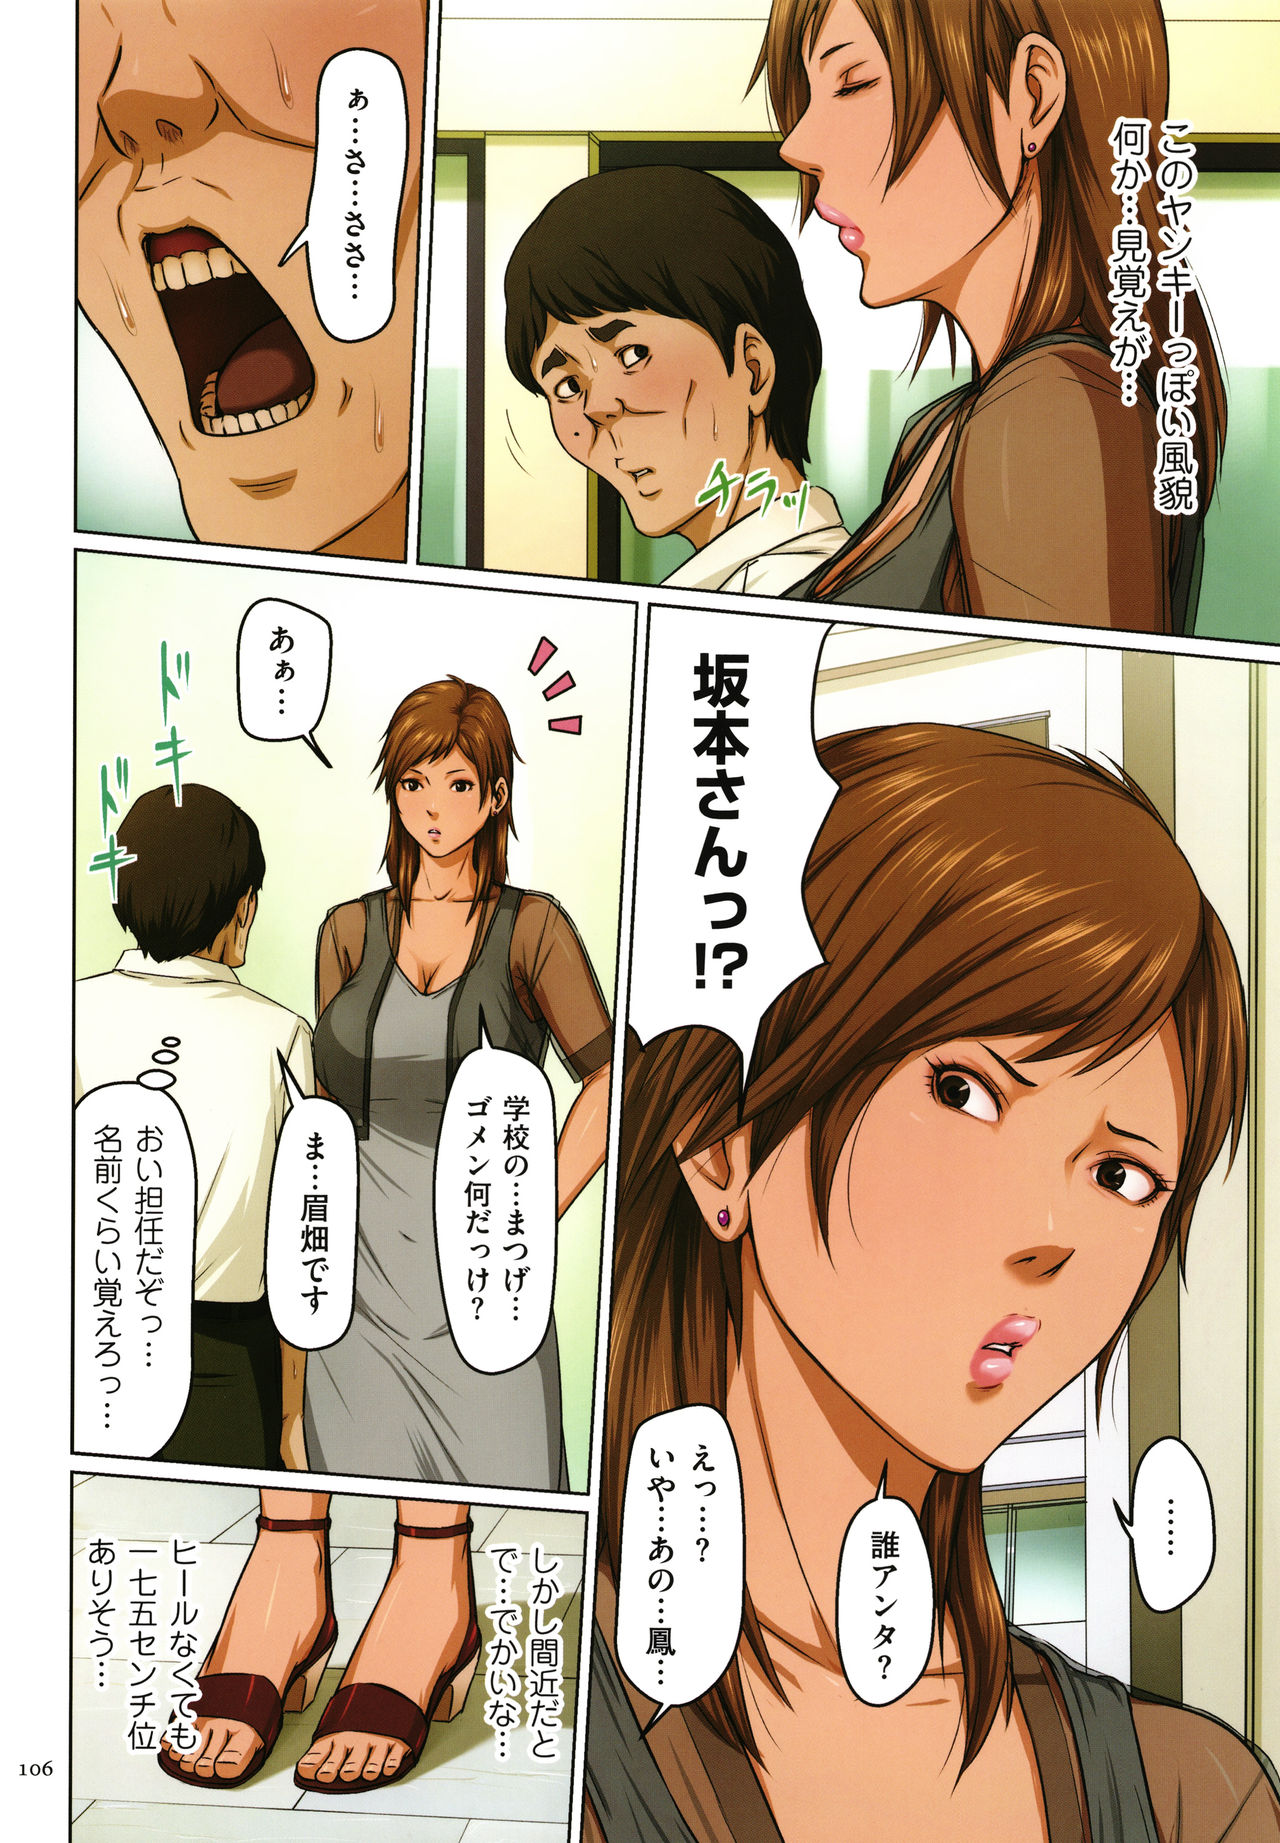 このヤンキーっぽい風貌
何か…見覚えが…
チラッ
ぁ…さ…ささ…
坂本さんっ!?
……
誰アンタ?
えっ…?
いや…あの…鳳…
あぁ…
ドキ
ドキ
学校の…まつげ…
ゴメン何だっけ?
ま…眉畑です
おい担任だぞっ…
名前くらい覚えろっ…
しかし間近だと
で…でかいな…
ヒールなくても
一七五センチ位
ありそう…
106